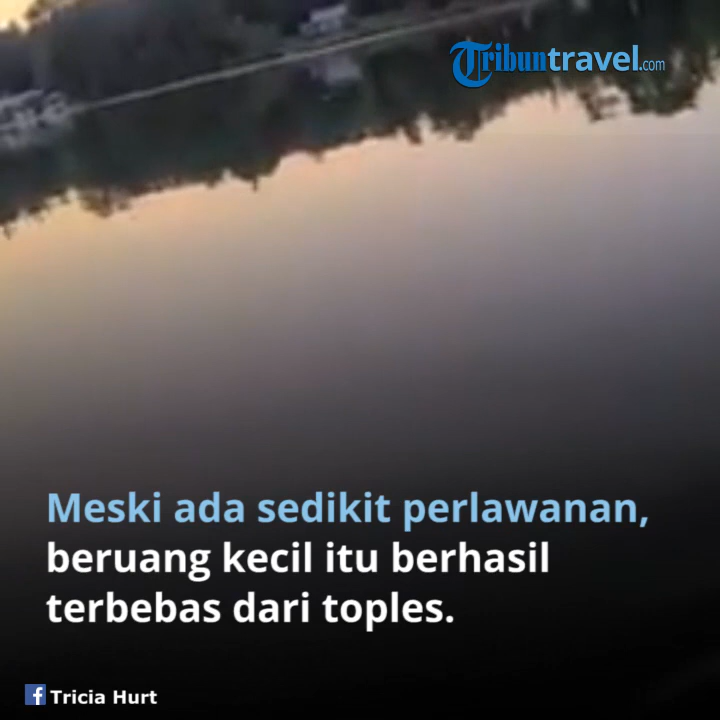 Tribuntravel.com
Meski ada sedikit perlawanan,
beruang kecil itu berhasil
terbebas dari toples.
Tricia Hurt